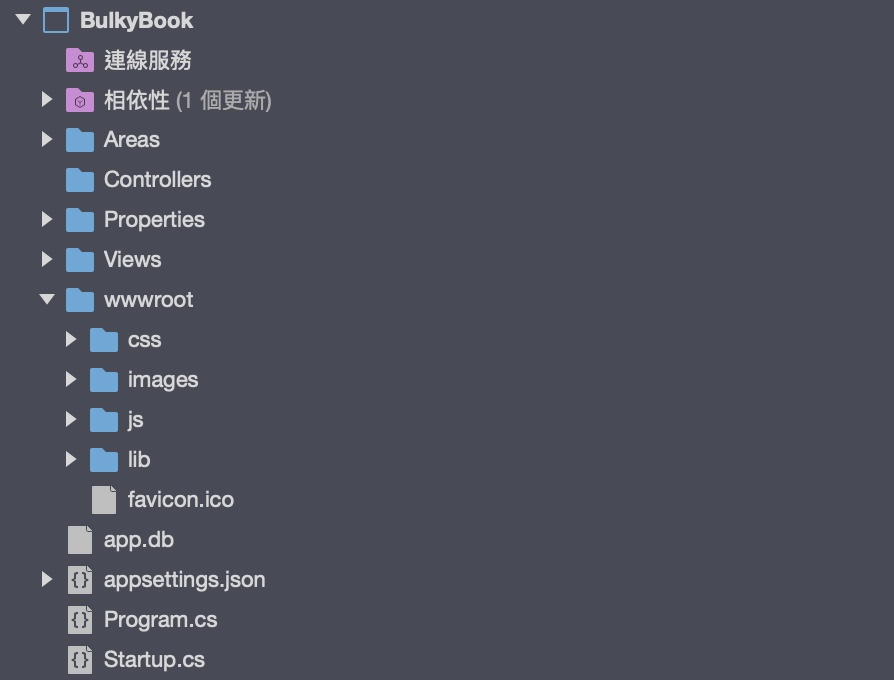 BulkyBook
連線服務
相依性 (1 個更新)
Areas
Controllers
Properties
Views
wwwroot
css
images
js
lib
favicon.ico
app.db
appsettings.json
Program.cs
Startup.cs